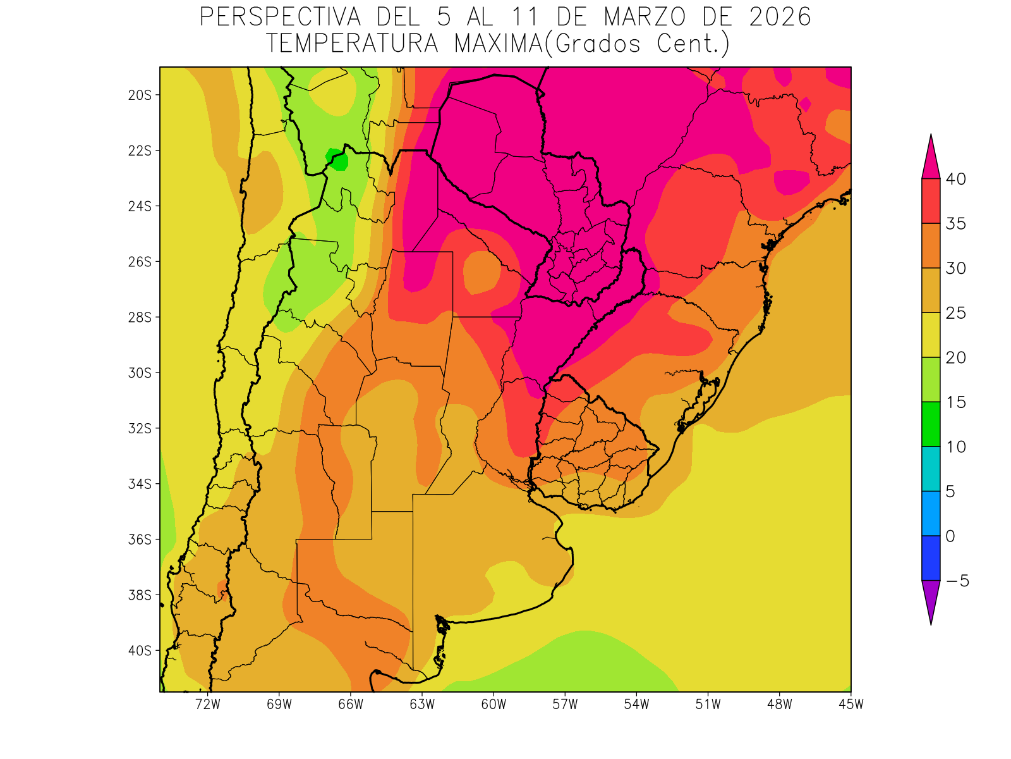 PERSPECTIVA DEL 5 AL 11 DE MARZO DE 2026
TEMPERATURA MAXIMA(Grados Cent.)
20S
22S
24S
26S
28S
30S
32S
34S
36S
38S
40S
72W
69W
66W
63W
60W
57W
54W
51W
48W
45W
40
35
30
25
20
15
10
5
0
−5